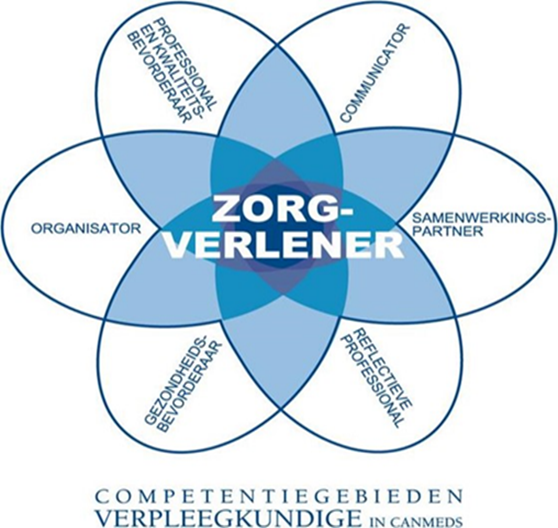 PROFESSIONAL
EN KWALITEITS-
BEVORDERAAR
COMMUNICATOR
ORGANISATOR
ZORG-
VERLENER
SAMENWERKINGS-
PARTNER
GEZONDHEIDS-
BEVORDERAAR
REFLECTIEVE
PROFESSIONAL
COMPETENTIEGEBIEDEN
VERPLEEGKUNDIGE IN CANMEDS